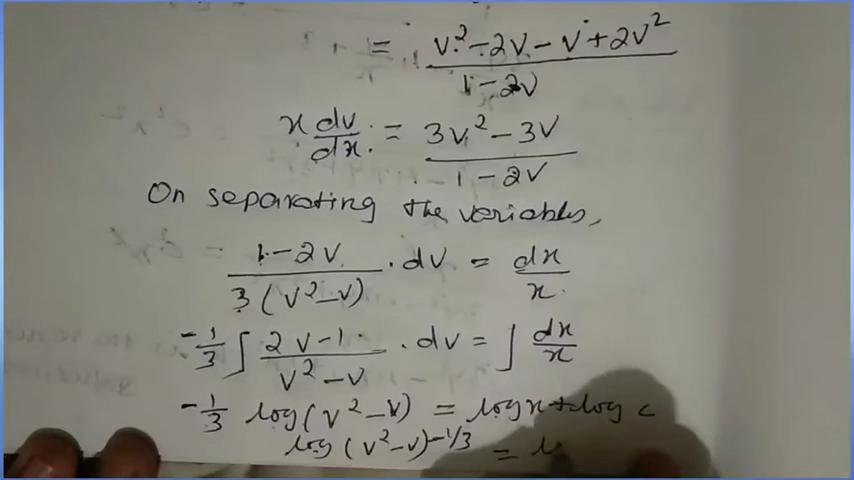 = (v² - 2v - v + 2v²) / (1 - 2v)
x dv/dx = (3v² - 3v) / (1 - 2v)
On separating the variables,
(1 - 2v) / (3(v² - v)) . dv = dx/x
-1/3 ∫ (2v - 1) / (v² - v) . dv = ∫ dx/x
-1/3 log(v² - v) = log x + log c
log(v² - v)^(-1/3) =